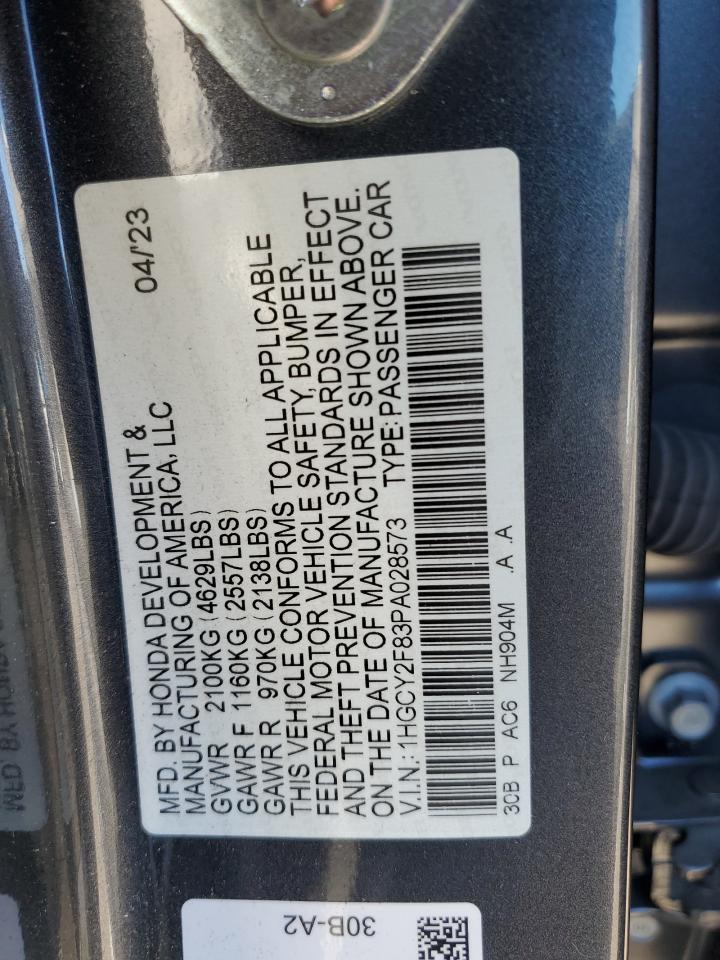 MFD. BY HONDA DEVELOPMENT & 04/'23
MANUFACTURING OF AMERICA, LLC
GVWR 2100KG (4629LBS)
GAWR F 1160KG (2557LBS)
GAWR R 970KG (2138LBS)
THIS VEHICLE CONFORMS TO ALL APPLICABLE
FEDERAL MOTOR VEHICLE SAFETY, BUMPER,
AND THEFT PREVENTION STANDARDS IN EFFECT
ON THE DATE OF MANUFACTURE SHOWN ABOVE.
V.I.N.: 1HGCY2F83PA028573 TYPE: PASSENGER CAR
30B P AC6 NH904M .A .A
30B-A2